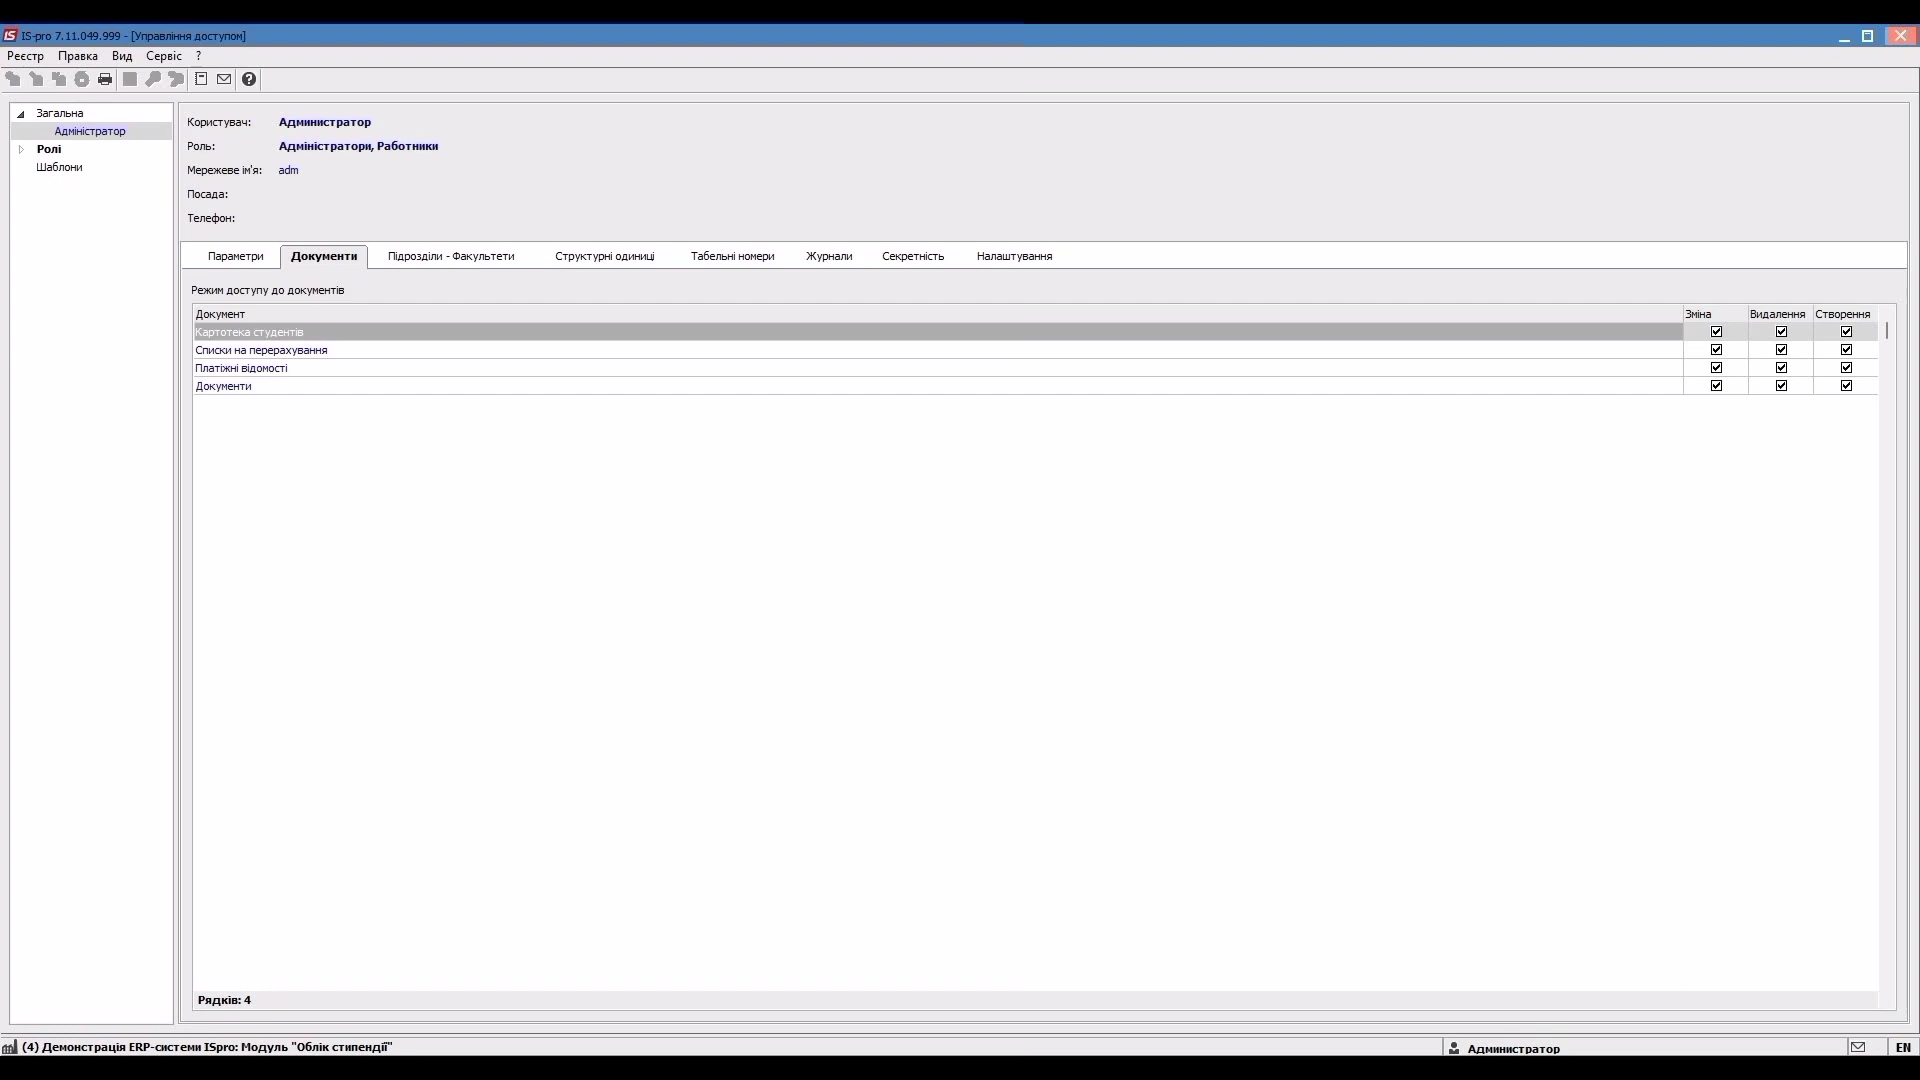 IS-pro 7.11.049.999 - [Управління доступом]
Реєстр Правка Вид Сервіс ?
Загальна
Адміністратор
Ролі
Шаблони
Користувач: Администратор
Роль: Адміністратори, Работники
Мережеве ім'я: adm
Посада:
Телефон:
Параметри Документи Підрозділи - Факультети Структурні одиниці Табельні номери Журнали Секретність Налаштування
Режим доступу до документів
Документ Зміна Видалення Створення
Картотека студентів
Списки на перерахування
Платіжні відомості
Документи
Рядків: 4
(4) Демонстрація ERP-системи ISpro: Модуль "Облік стипендії" Администратор EN